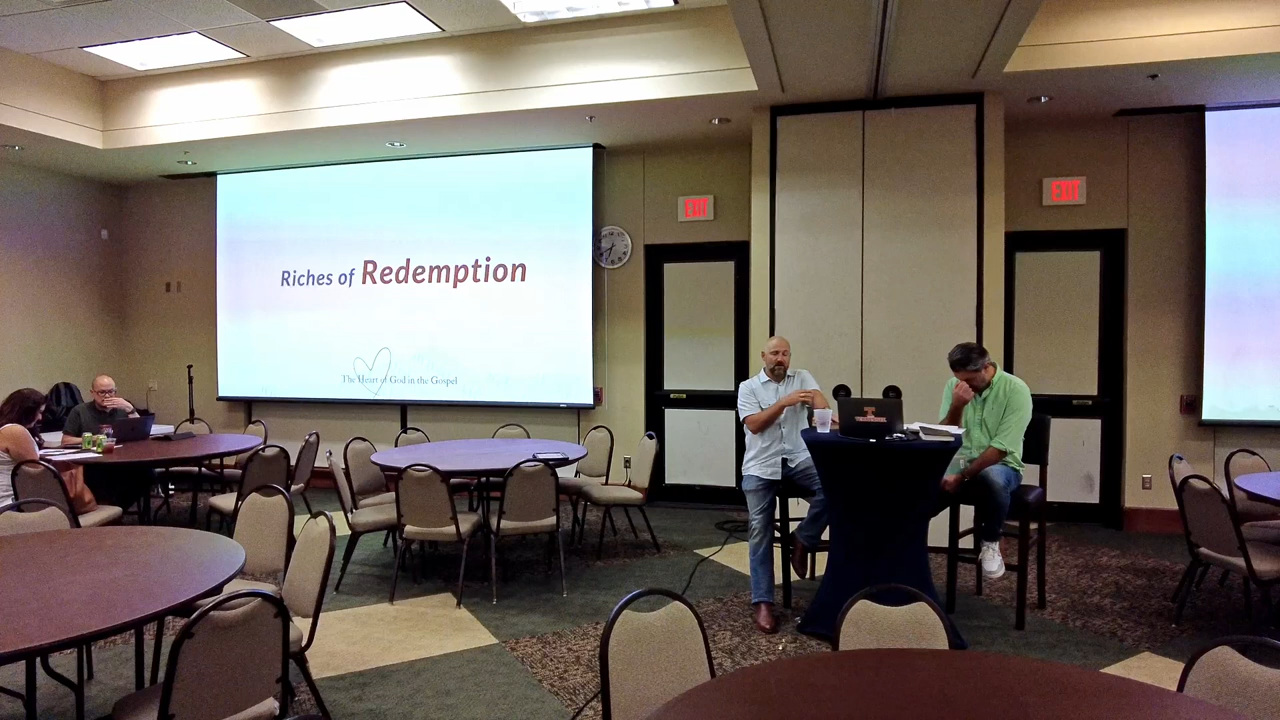 Riches of Redemption
The Heart of God in the Gospel
EXIT
EXIT
T